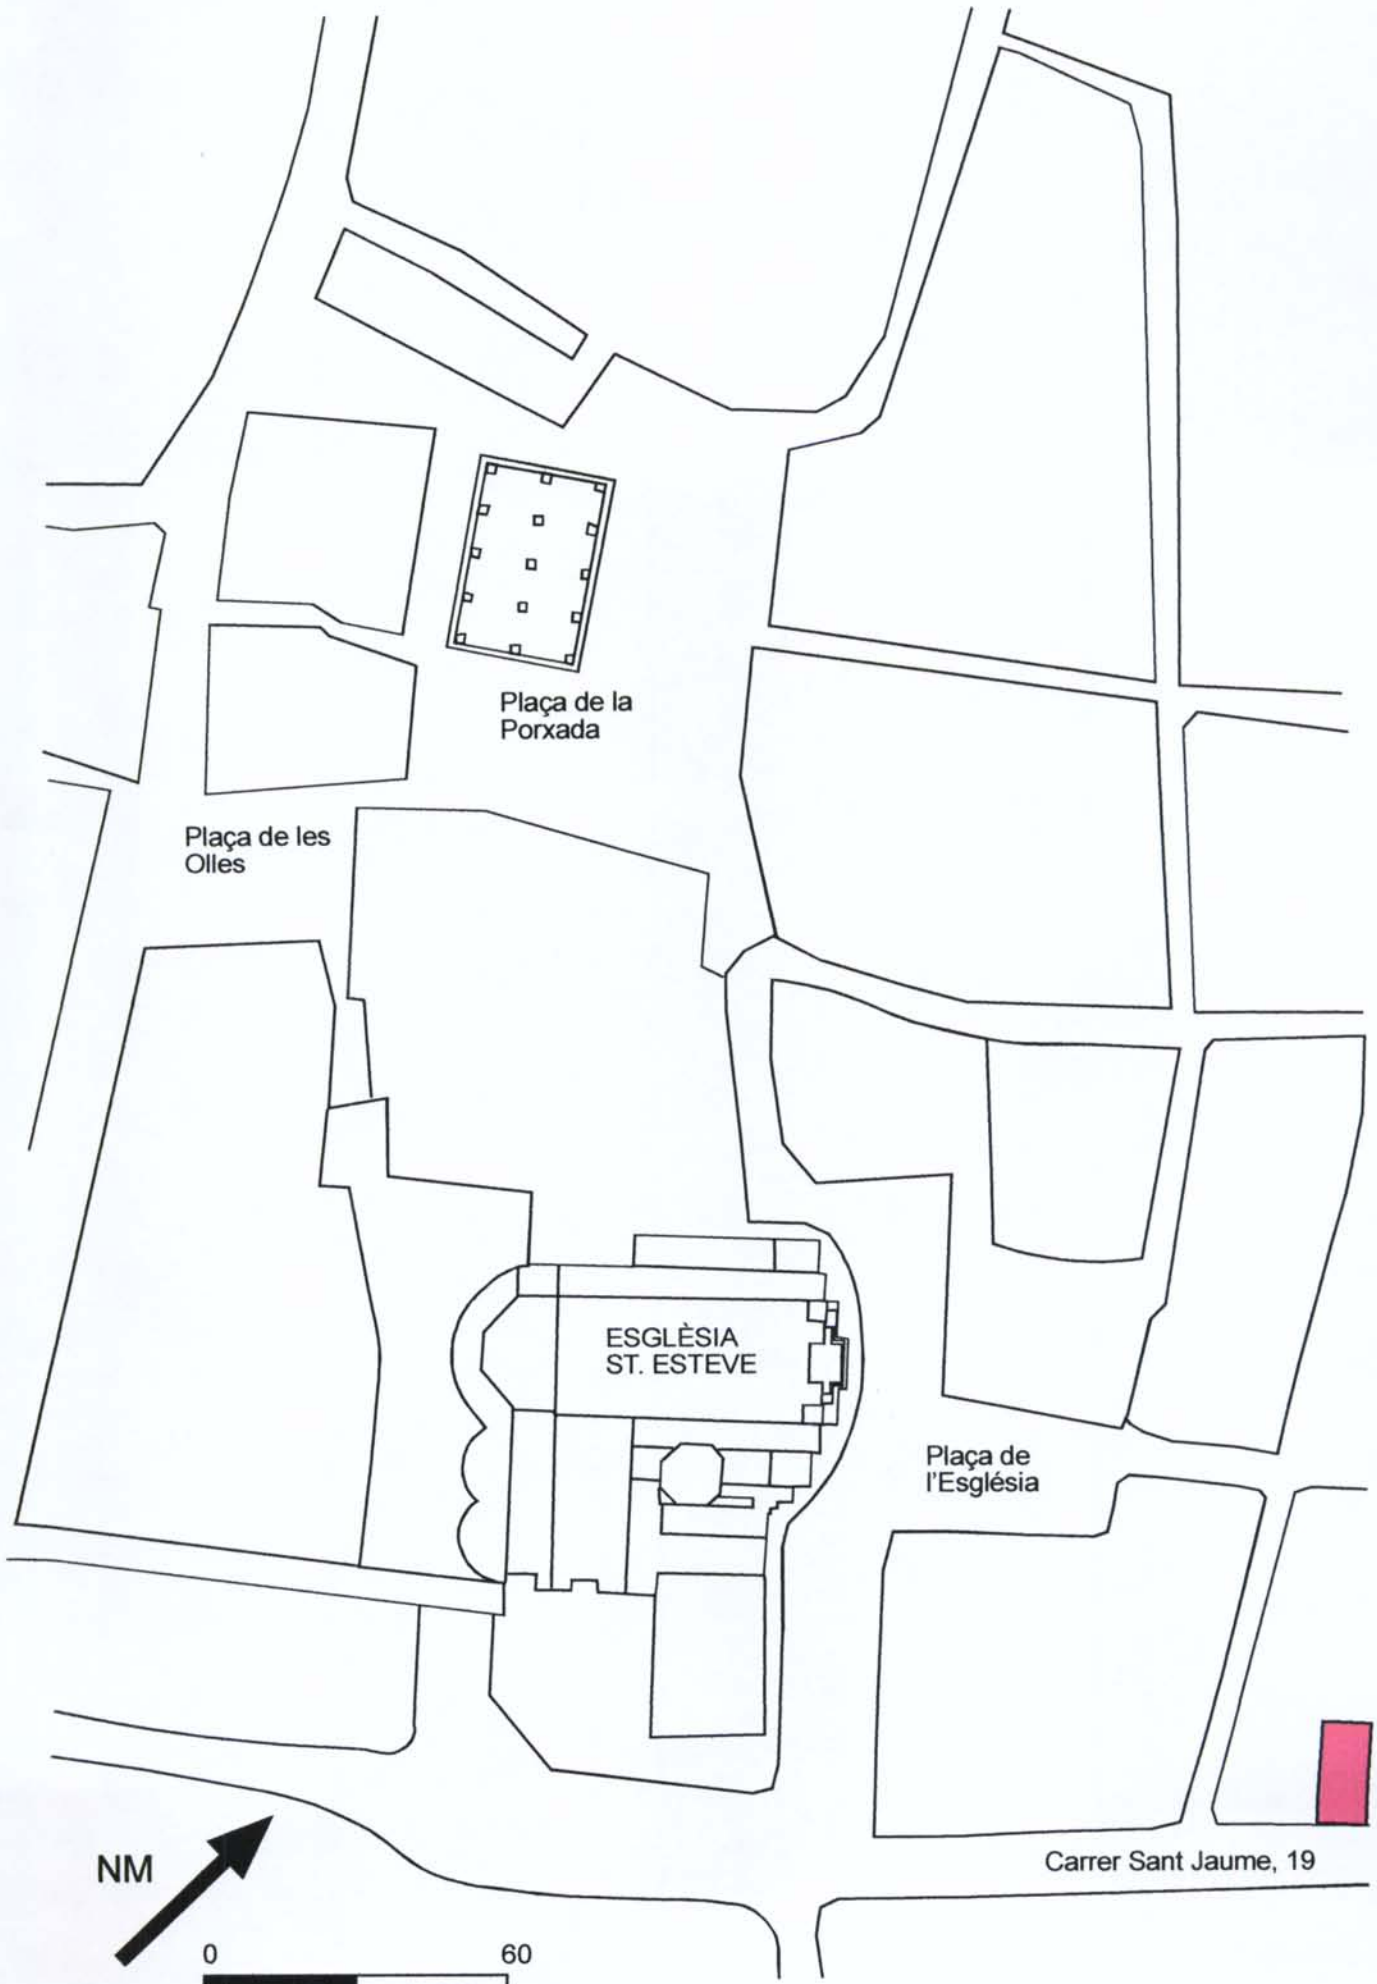 Plaça de la
Porxada
Plaça de les
Olles
ESGLÈSIA
ST. ESTEVE
Plaça de
l'Església
Carrer Sant Jaume, 19
NM
0 60